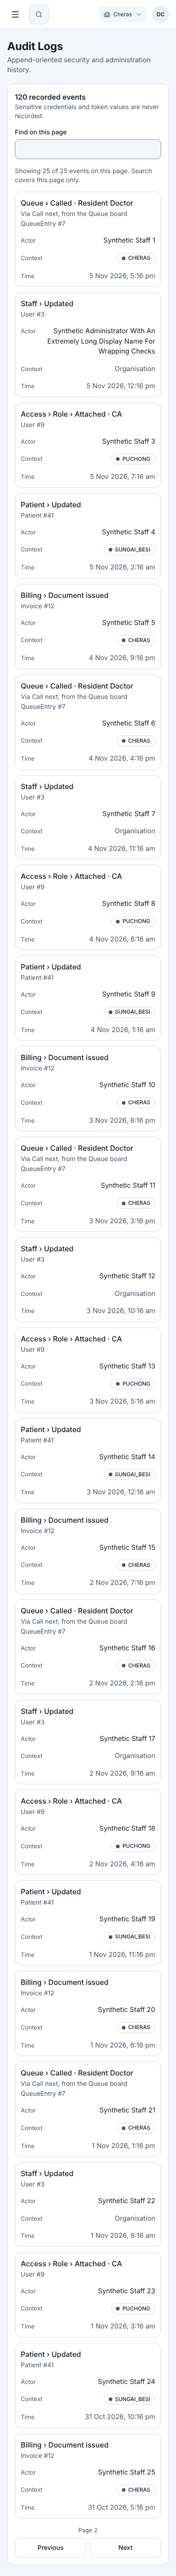 Cheras
DC
Audit Logs
Append-oriented security and administration
history.
120 recorded events
Sensitive credentials and token values are never
recorded.
Find on this page
Showing 25 of 25 events on this page. Search
covers this page only.
Queue › Called · Resident Doctor
Via Call next, from the Queue board
QueueEntry #7
Actor Synthetic Staff 1
Context CHERAS
Time 5 Nov 2026, 5:16 pm
Staff › Updated
User #3
Actor Synthetic Administrator With An
Extremely Long Display Name For
Wrapping Checks
Context Organisation
Time 5 Nov 2026, 12:16 pm
Access › Role › Attached · CA
User #9
Actor Synthetic Staff 3
Context PUCHONG
Time 5 Nov 2026, 7:16 am
Patient › Updated
Patient #41
Actor Synthetic Staff 4
Context SUNGAI_BESI
Time 5 Nov 2026, 2:16 am
Billing › Document issued
Invoice #12
Actor Synthetic Staff 5
Context CHERAS
Time 4 Nov 2026, 9:16 pm
Queue › Called · Resident Doctor
Via Call next, from the Queue board
QueueEntry #7
Actor Synthetic Staff 6
Context CHERAS
Time 4 Nov 2026, 4:16 pm
Staff › Updated
User #3
Actor Synthetic Staff 7
Context Organisation
Time 4 Nov 2026, 11:16 am
Access › Role › Attached · CA
User #9
Actor Synthetic Staff 8
Context PUCHONG
Time 4 Nov 2026, 6:16 am
Patient › Updated
Patient #41
Actor Synthetic Staff 9
Context SUNGAI_BESI
Time 4 Nov 2026, 1:16 am
Billing › Document issued
Invoice #12
Actor Synthetic Staff 10
Context CHERAS
Time 3 Nov 2026, 8:16 pm
Queue › Called · Resident Doctor
Via Call next, from the Queue board
QueueEntry #7
Actor Synthetic Staff 11
Context CHERAS
Time 3 Nov 2026, 3:16 pm
Staff › Updated
User #3
Actor Synthetic Staff 12
Context Organisation
Time 3 Nov 2026, 10:16 am
Access › Role › Attached · CA
User #9
Actor Synthetic Staff 13
Context PUCHONG
Time 3 Nov 2026, 5:16 am
Patient › Updated
Patient #41
Actor Synthetic Staff 14
Context SUNGAI_BESI
Time 3 Nov 2026, 12:16 am
Billing › Document issued
Invoice #12
Actor Synthetic Staff 15
Context CHERAS
Time 2 Nov 2026, 7:16 pm
Queue › Called · Resident Doctor
Via Call next, from the Queue board
QueueEntry #7
Actor Synthetic Staff 16
Context CHERAS
Time 2 Nov 2026, 2:16 pm
Staff › Updated
User #3
Actor Synthetic Staff 17
Context Organisation
Time 2 Nov 2026, 9:16 am
Access › Role › Attached · CA
User #9
Actor Synthetic Staff 18
Context PUCHONG
Time 2 Nov 2026, 4:16 am
Patient › Updated
Patient #41
Actor Synthetic Staff 19
Context SUNGAI_BESI
Time 1 Nov 2026, 11:16 pm
Billing › Document issued
Invoice #12
Actor Synthetic Staff 20
Context CHERAS
Time 1 Nov 2026, 6:16 pm
Queue › Called · Resident Doctor
Via Call next, from the Queue board
QueueEntry #7
Actor Synthetic Staff 21
Context CHERAS
Time 1 Nov 2026, 1:16 pm
Staff › Updated
User #3
Actor Synthetic Staff 22
Context Organisation
Time 1 Nov 2026, 8:16 am
Access › Role › Attached · CA
User #9
Actor Synthetic Staff 23
Context PUCHONG
Time 1 Nov 2026, 3:16 am
Patient › Updated
Patient #41
Actor Synthetic Staff 24
Context SUNGAI_BESI
Time 31 Oct 2026, 10:16 pm
Billing › Document issued
Invoice #12
Actor Synthetic Staff 25
Context CHERAS
Time 31 Oct 2026, 5:16 pm
Page 2
Previous Next